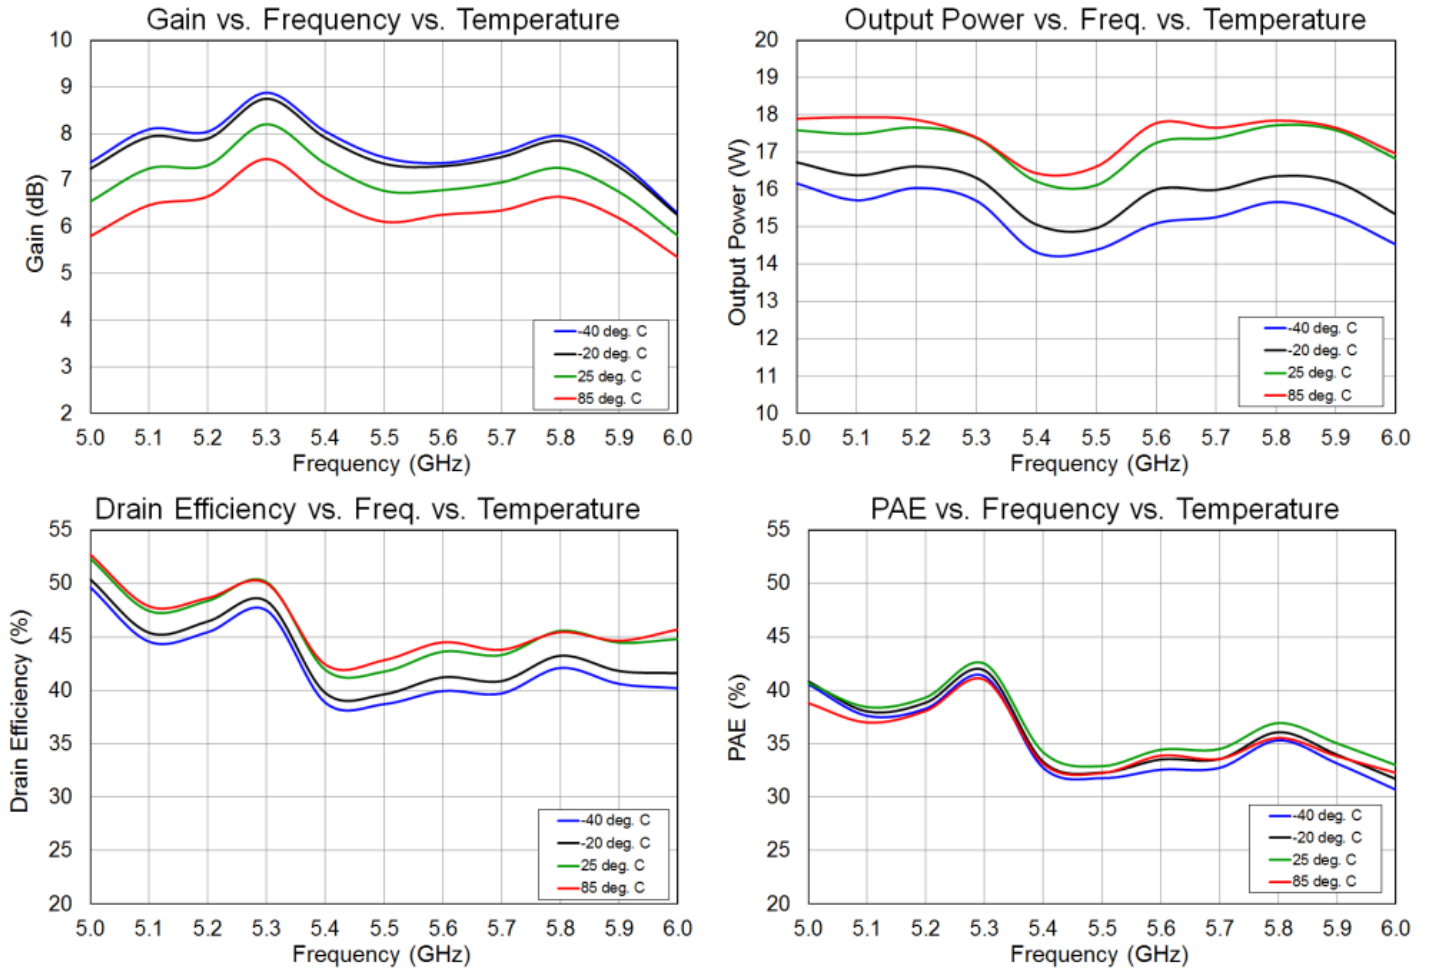 Gain vs. Frequency vs. Temperature
10
9
8
7
6
5
4
3
2
Gain (dB)
-40 deg. C
-20 deg. C
25 deg. C
85 deg. C
5.0 5.1 5.2 5.3 5.4 5.5 5.6 5.7 5.8 5.9 6.0
Frequency (GHz)
Output Power vs. Freq. vs. Temperature
20
19
18
17
16
15
14
13
12
11
10
Output Power (W)
-40 deg. C
-20 deg. C
25 deg. C
85 deg. C
5.0 5.1 5.2 5.3 5.4 5.5 5.6 5.7 5.8 5.9 6.0
Frequency (GHz)
Drain Efficiency vs. Freq. vs. Temperature
55
50
45
40
35
30
25
20
Drain Efficiency (%)
-40 deg. C
-20 deg. C
25 deg. C
85 deg. C
5.0 5.1 5.2 5.3 5.4 5.5 5.6 5.7 5.8 5.9 6.0
Frequency (GHz)
PAE vs. Frequency vs. Temperature
55
50
45
40
35
30
25
20
PAE (%)
-40 deg. C
-20 deg. C
25 deg. C
85 deg. C
5.0 5.1 5.2 5.3 5.4 5.5 5.6 5.7 5.8 5.9 6.0
Frequency (GHz)